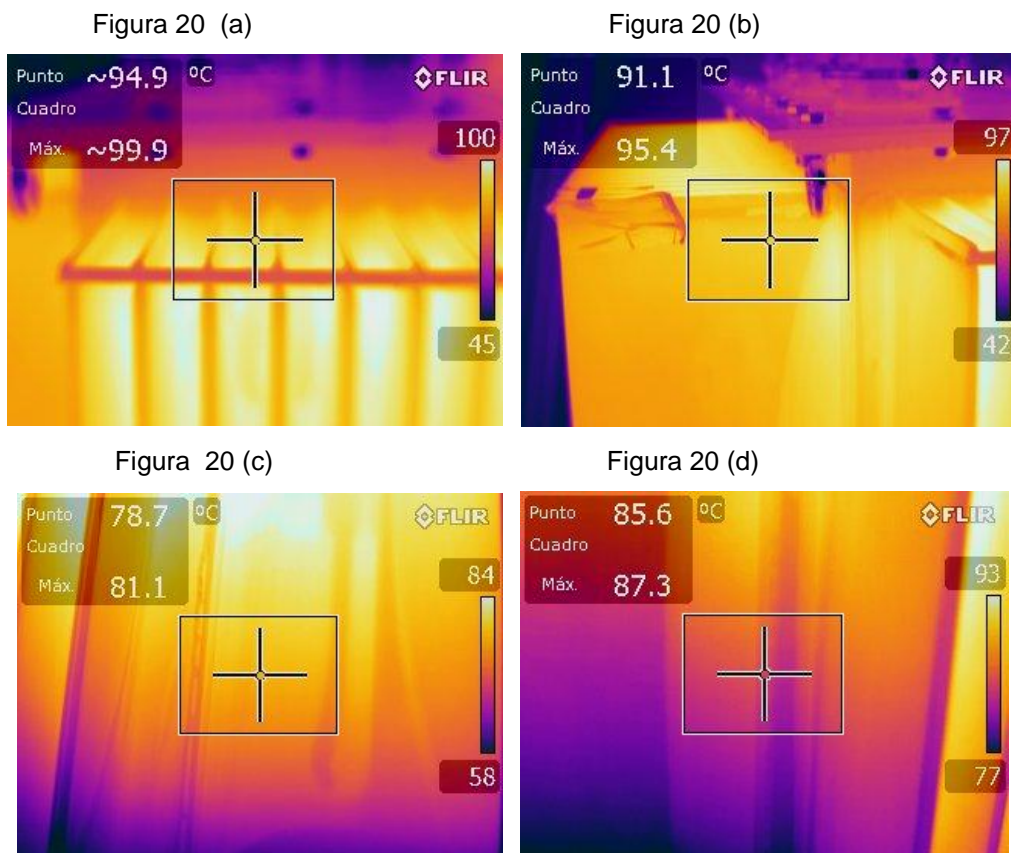 Figura 20 (a)
Figura 20 (b)
Punto ~94.9 ºC
FLIR
Cuadro
Máx. ~99.9
100
45
Punto 91.1 ºC
FLIR
Cuadro
Máx. 95.4
97
42
Figura 20 (c)
Figura 20 (d)
Punto 78.7 ºC
FLIR
Cuadro
Máx. 81.1
84
58
Punto 85.6 ºC
FLIR
Cuadro
Máx. 87.3
93
77